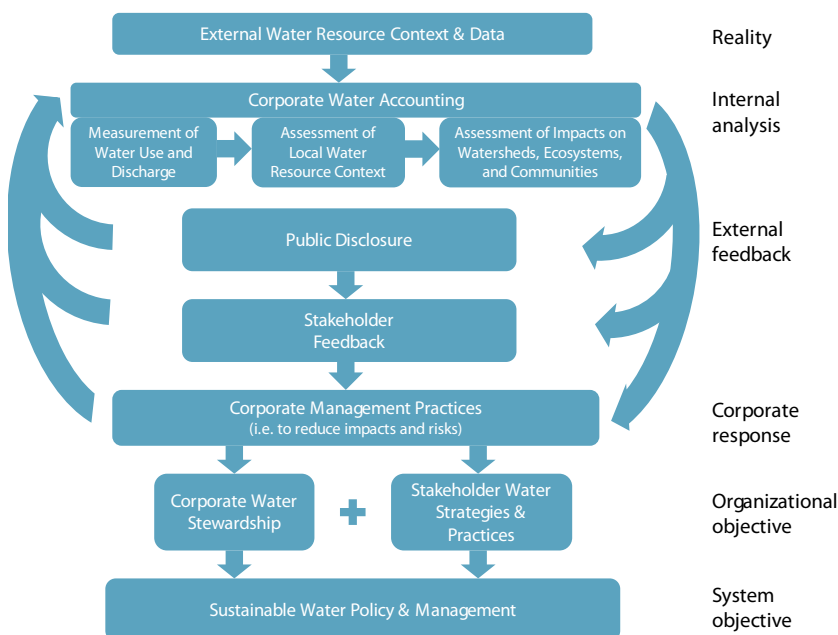 External Water Resource Context & Data
Reality
Corporate Water Accounting
Internal
analysis
Measurement of
Water Use and
Discharge
Assessment of
Local Water
Resource Context
Assessment of Impacts on
Watersheds, Ecosystems,
and Communities
Public Disclosure
External
feedback
Stakeholder
Feedback
Corporate Management Practices
(i.e. to reduce impacts and risks)
Corporate
response
Corporate Water
Stewardship
Stakeholder Water
Strategies &
Practices
Organizational
objective
Sustainable Water Policy & Management
System
objective